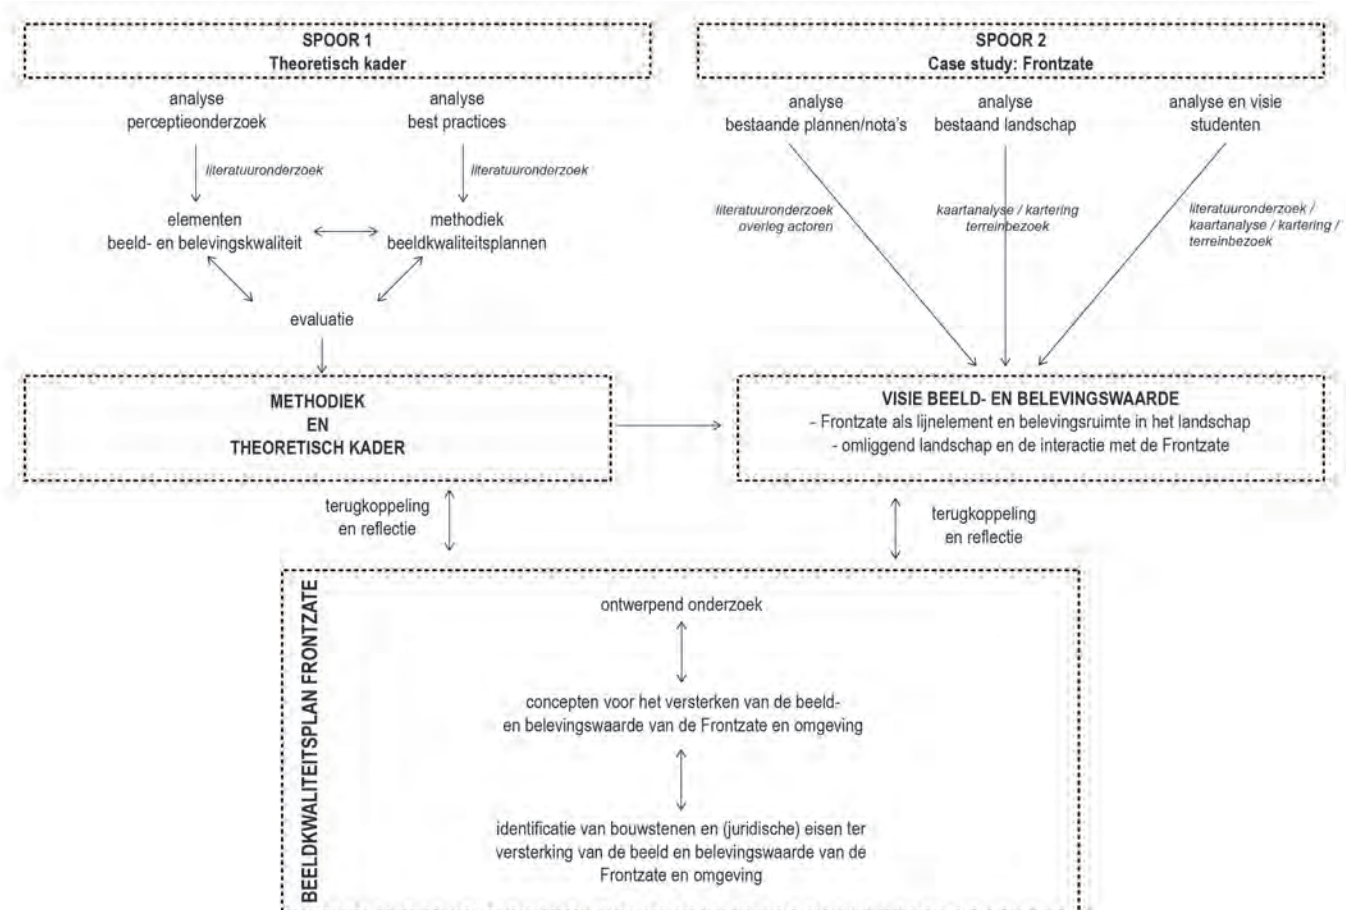 SPOOR 1
Theoretisch kader
analyse
perceptieonderzoek
analyse
best practices
literatuuronderzoek
literatuuronderzoek
elementen
beeld- en belevingskwaliteit
methodiek
beeldkwaliteitsplannen
evaluatie
METHODIEK
EN
THEORETISCH KADER
SPOOR 2
Case study: Frontzate
analyse
bestaande plannen/nota's
analyse
bestaand landschap
analyse en visie
studenten
literatuuronderzoek
overleg actoren
kaartanalyse / kartering
terreinbezoek
literatuuronderzoek /
kaartanalyse / kartering /
terreinbezoek
VISIE BEELD- EN BELEVINGSWAARDE
- Frontzate als lijnelement en belevingsruimte in het landschap
- omliggend landschap en de interactie met de Frontzate
terugkoppeling
en reflectie
terugkoppeling
en reflectie
BEELDKWALITEITSPLAN FRONTZATE
ontwerpend onderzoek
concepten voor het versterken van de beeld-
en belevingswaarde van de Frontzate en omgeving
identificatie van bouwstenen en (juridische) eisen ter
versterking van de beeld en belevingswaarde van de
Frontzate en omgeving